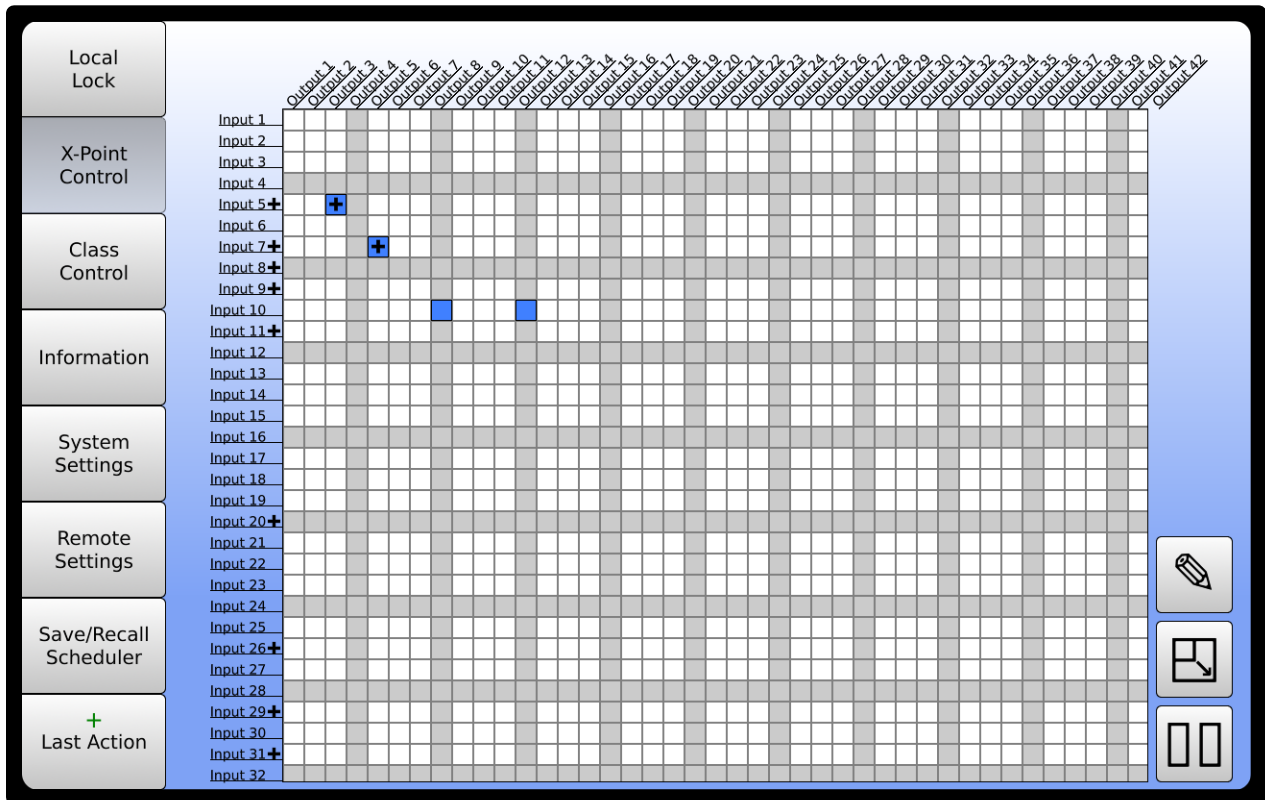 Local
Lock
X-Point
Control
Class
Control
Information
System
Settings
Remote
Settings
Save/Recall
Scheduler
+
Last Action
Output 1
Output 2
Output 3
Output 4
Output 5
Output 6
Output 7
Output 8
Output 9
Output 10
Output 11
Output 12
Output 13
Output 14
Output 15
Output 16
Output 17
Output 18
Output 19
Output 20
Output 21
Output 22
Output 23
Output 24
Output 25
Output 26
Output 27
Output 28
Output 29
Output 30
Output 31
Output 32
Output 33
Output 34
Output 35
Output 36
Output 37
Output 38
Output 39
Output 40
Output 41
Output 42
Input 1
Input 2
Input 3
Input 4
Input 5+
Input 6
Input 7+
Input 8+
Input 9+
Input 10
Input 11+
Input 12
Input 13
Input 14
Input 15
Input 16
Input 17
Input 18
Input 19
Input 20+
Input 21
Input 22
Input 23
Input 24
Input 25
Input 26+
Input 27
Input 28
Input 29+
Input 30
Input 31+
Input 32